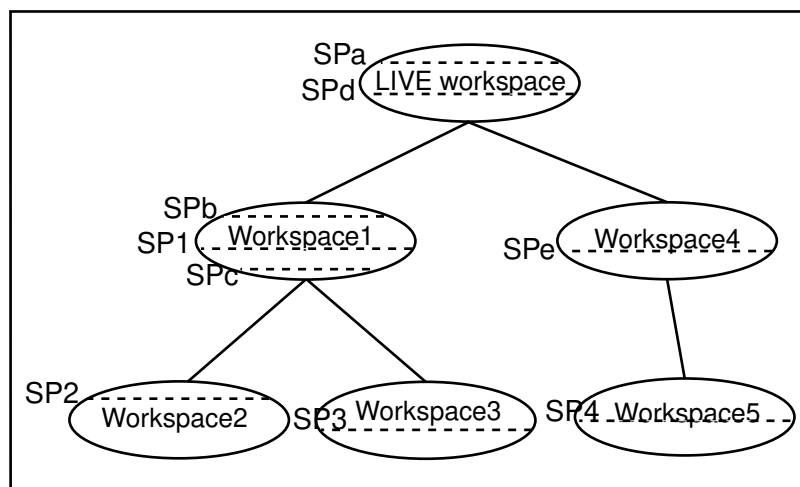 SPa
LIVE workspace
SPd
SPb
Workspace1
SP1
SPc
Workspace4
SPe
SP2
Workspace2
SP3
Workspace3
SP4
Workspace5